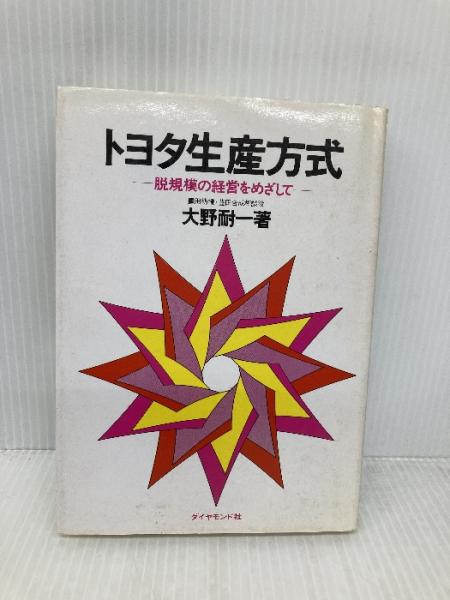 トヨタ生産方式
――脱規模の経営をめざして――
大野耐一著
ダイヤモンド社